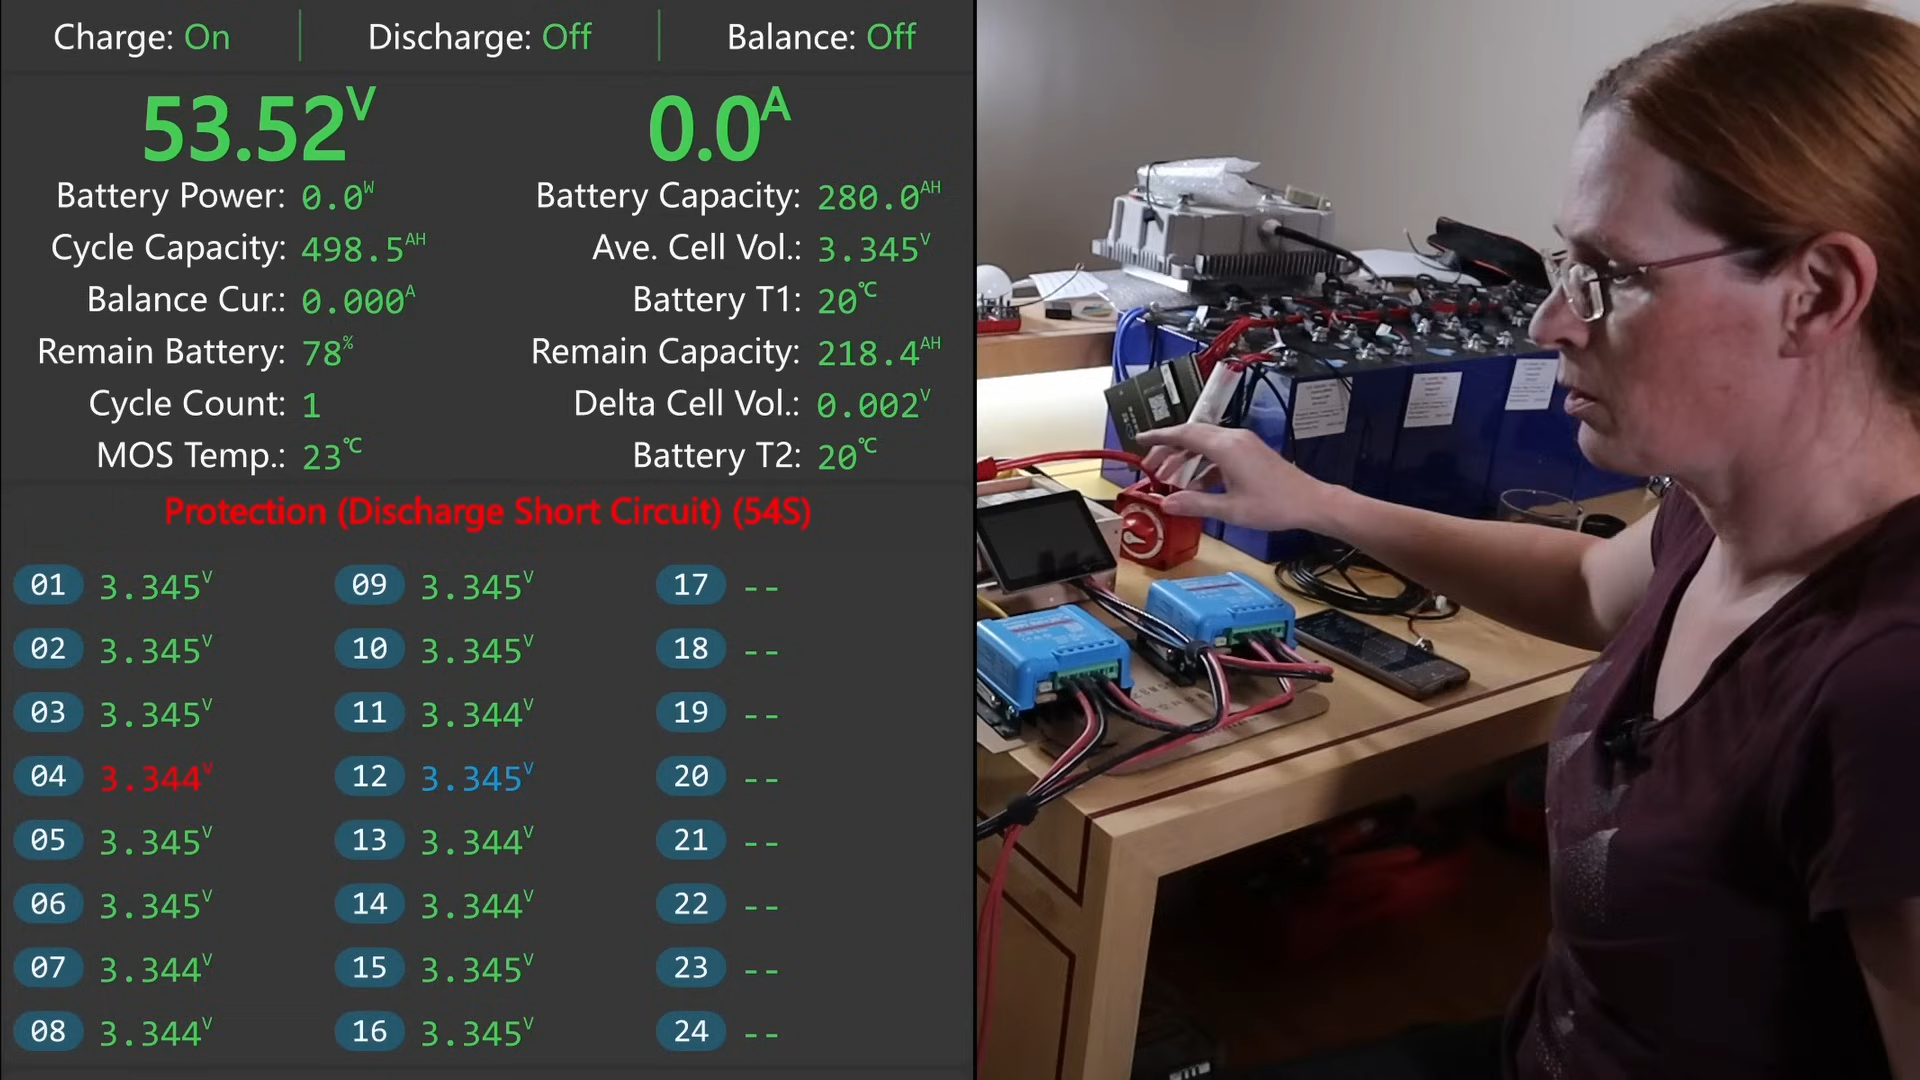 Charge: On
Discharge: Off
Balance: Off
53.52V
0.0A
Battery Power: 0.0W
Battery Capacity: 280.0AH
Cycle Capacity: 498.5AH
Ave. Cell Vol.: 3.345V
Balance Cur.: 0.000A
Battery T1: 20℃
Remain Battery: 78%
Remain Capacity: 218.4AH
Cycle Count: 1
Delta Cell Vol.: 0.002V
MOS Temp.: 23℃
Battery T2: 20℃
Protection (Discharge Short Circuit) (54S)
01 3.345V
09 3.345V
17 --
02 3.345V
10 3.345V
18 --
03 3.345V
11 3.344V
19 --
04 3.344V
12 3.345V
20 --
05 3.345V
13 3.344V
21 --
06 3.345V
14 3.344V
22 --
07 3.344V
15 3.345V
23 --
08 3.344V
16 3.345V
24 --